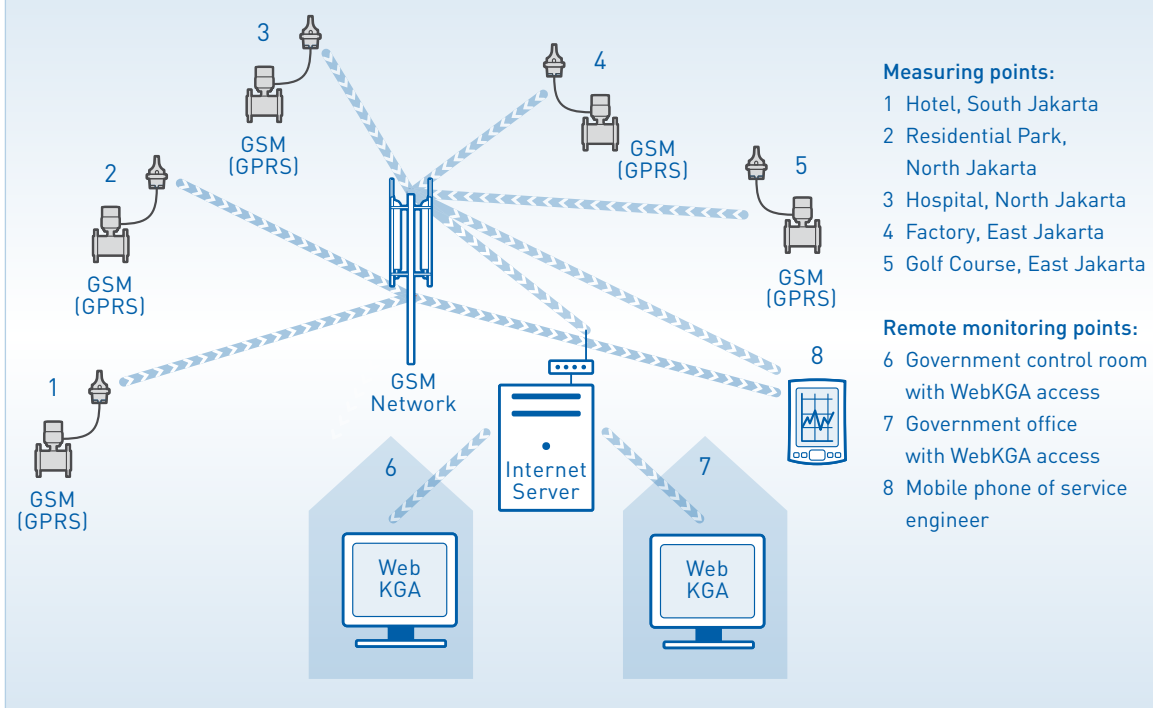 3
GSM
(GPRS)
4
GSM
(GPRS)
2
GSM
(GPRS)
5
GSM
(GPRS)
1
GSM
(GPRS)
GSM
Network
8
6
Internet
Server
7
Web
KGA
Web
KGA
Measuring points:
1 Hotel, South Jakarta
2 Residential Park,
North Jakarta
3 Hospital, North Jakarta
4 Factory, East Jakarta
5 Golf Course, East Jakarta
Remote monitoring points:
6 Government control room
with WebKGA access
7 Government office
with WebKGA access
8 Mobile phone of service
engineer